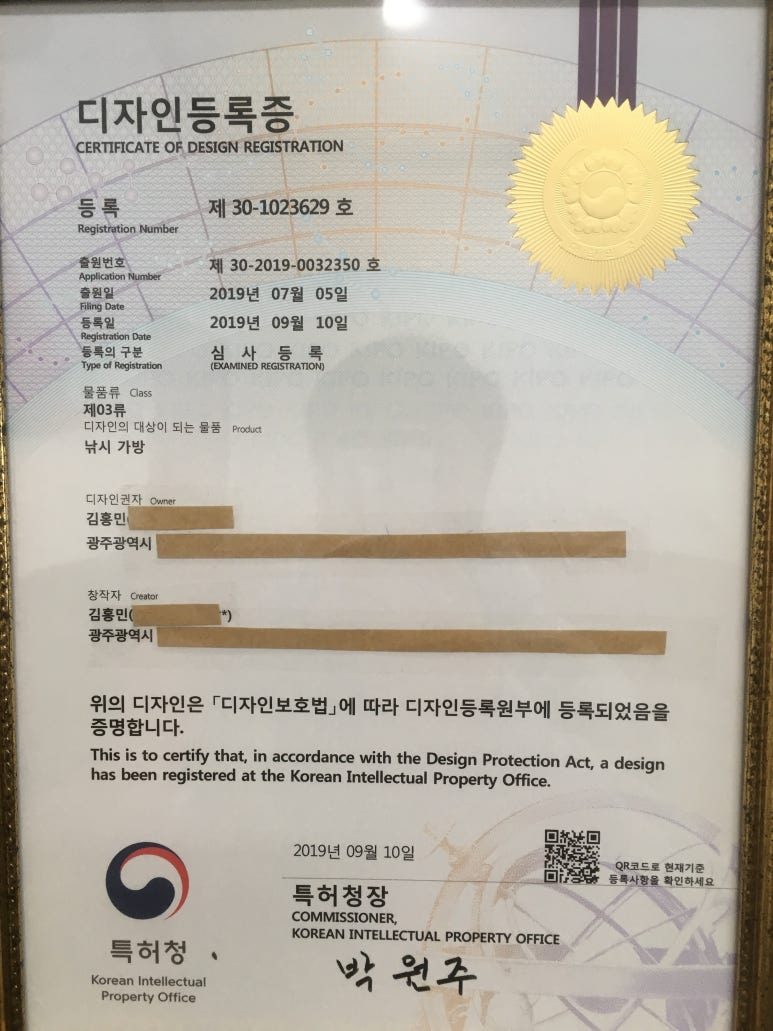 디자인등록증
CERTIFICATE OF DESIGN REGISTRATION
등록 제 30-1023629 호
Registration Number
출원번호 제 30-2019-0032350 호
Application Number
출원일 2019년 07월 05일
Filing Date
등록일 2019년 09월 10일
Registration Date
등록의 구분 심사등록
Type of Registration (EXAMINED REGISTRATION)
물품류 Class
제03류
디자인의 대상이 되는 물품 Product
낚시 가방
디자인권자 Owner
김홍민(
광주광역시
창작자 Creator
김홍민( *)
광주광역시
위의 디자인은 「디자인보호법」에 따라 디자인등록원부에 등록되었음을
증명합니다.
This is to certify that, in accordance with the Design Protection Act, a design
has been registered at the Korean Intellectual Property Office.
2019년 09월 10일
QR코드로 현재기준
등록사항을 확인하세요
특허청장
COMMISSIONER,
KOREAN INTELLECTUAL PROPERTY OFFICE
박원주
특허청
Korean Intellectual
Property Office